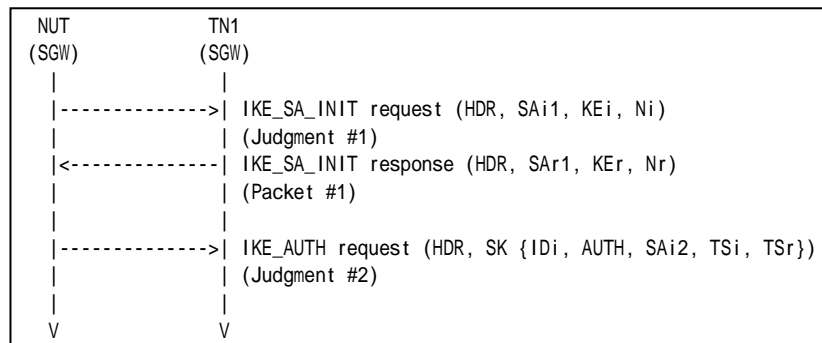 NUT TN1
(SGW) (SGW)
| |
|-------------->| IKE_SA_INIT request (HDR, SAi1, KEi, Ni)
| | (Judgment #1)
|<--------------| IKE_SA_INIT response (HDR, SAr1, KEr, Nr)
| | (Packet #1)
| |
|-------------->| IKE_AUTH request (HDR, SK {IDi, AUTH, SAi2, TSi, TSr})
| | (Judgment #2)
| |
V V